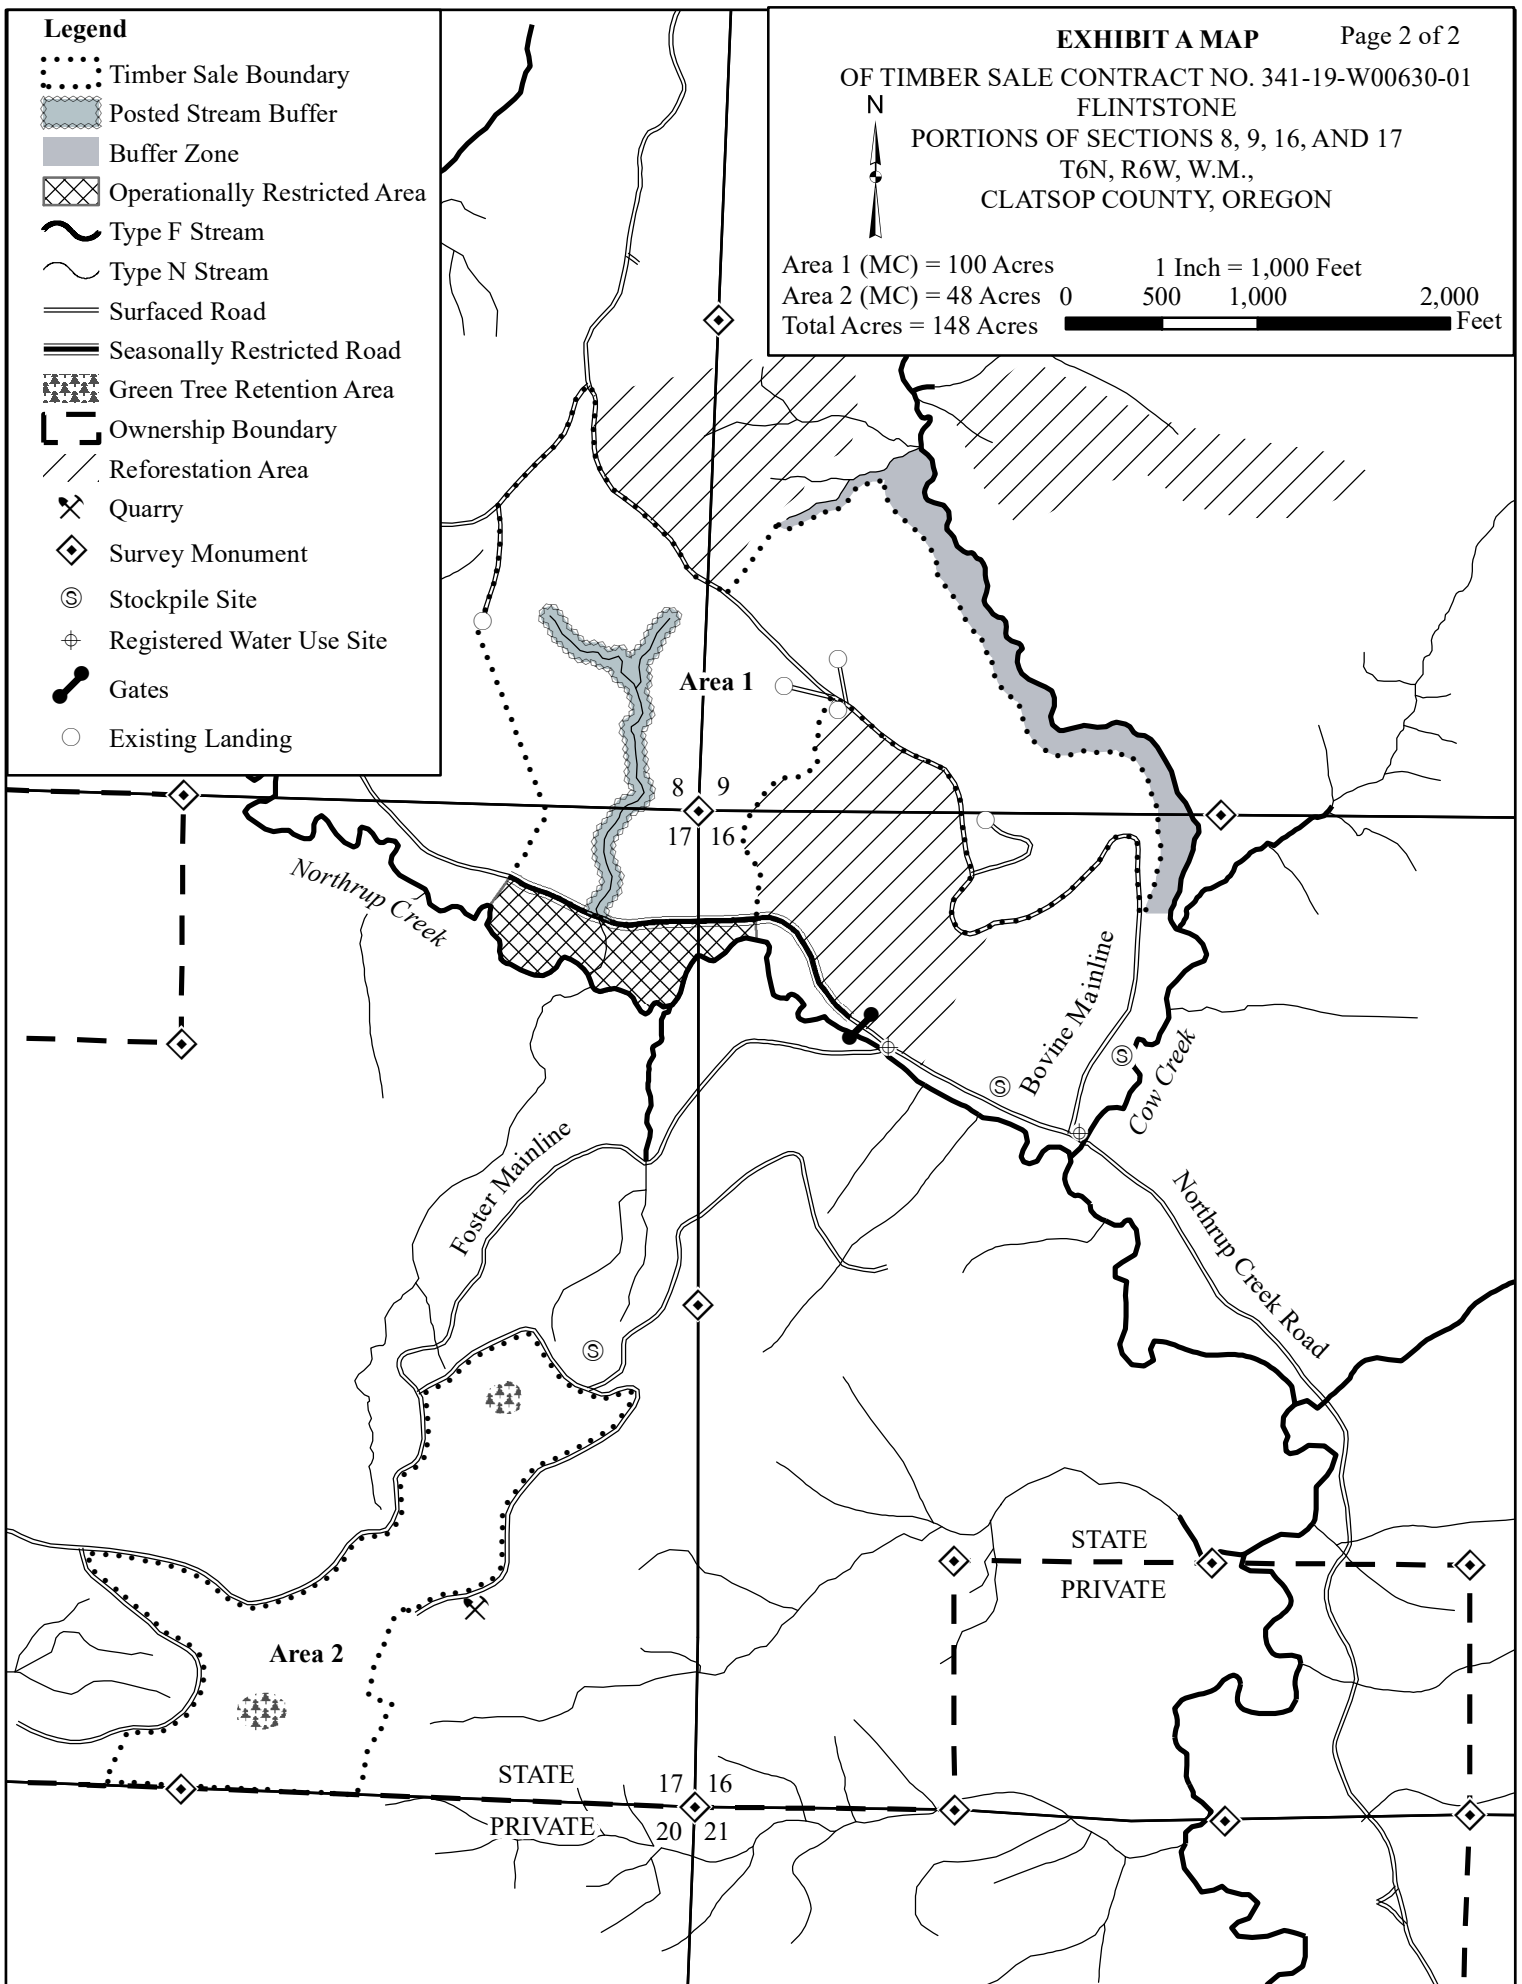 Legend
Timber Sale Boundary
Posted Stream Buffer
Buffer Zone
Operationally Restricted Area
Type F Stream
Type N Stream
Surfaced Road
Seasonally Restricted Road
Green Tree Retention Area
Ownership Boundary
Reforestation Area
Quarry
Survey Monument
S Stockpile Site
Registered Water Use Site
Gates
Existing Landing
EXHIBIT A MAP Page 2 of 2
OF TIMBER SALE CONTRACT NO. 341-19-W00630-01
FLINTSTONE
PORTIONS OF SECTIONS 8, 9, 16, AND 17
T6N, R6W, W.M.,
CLATSOP COUNTY, OREGON
N
Area 1 (MC) = 100 Acres
Area 2 (MC) = 48 Acres
Total Acres = 148 Acres
1 Inch = 1,000 Feet
0 500 1,000 2,000
Feet
Area 1
8 9
17 16
Northrup Creek
Bovine Mainline
S
S
Cow Creek
Foster Mainline
Northrup Creek Road
S
STATE
PRIVATE
Area 2
STATE
PRIVATE
17 16
20 21